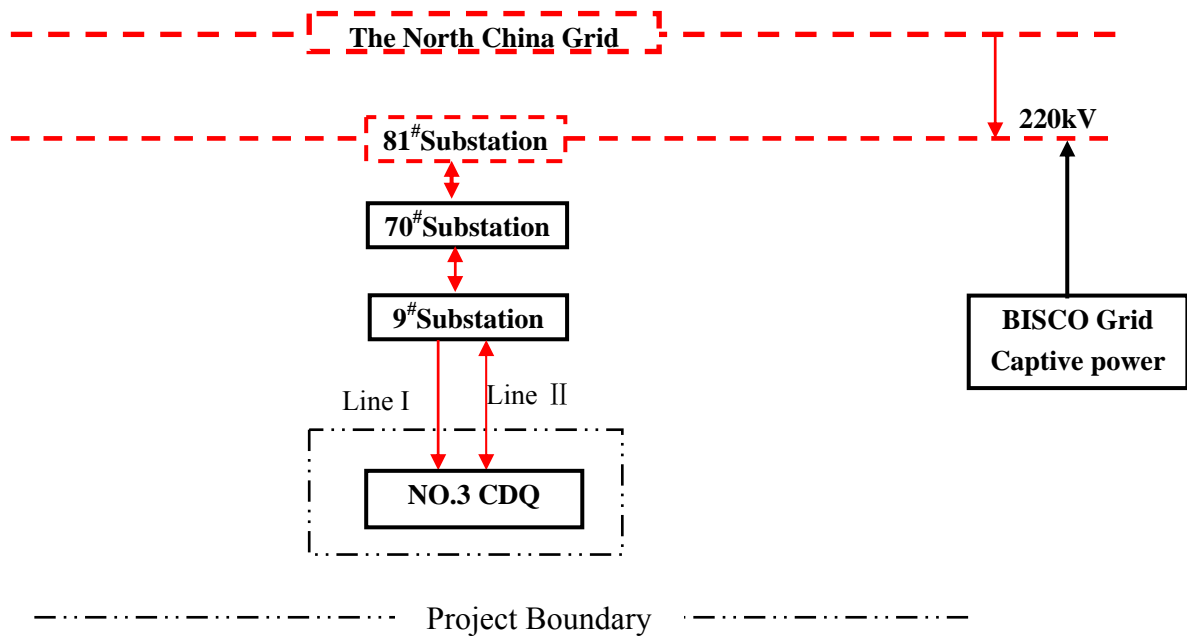 The North China Grid
220kV
81#Substation
70#Substation
9#Substation
BISCO Grid
Captive power
Line I
Line Ⅱ
NO.3 CDQ
Project Boundary